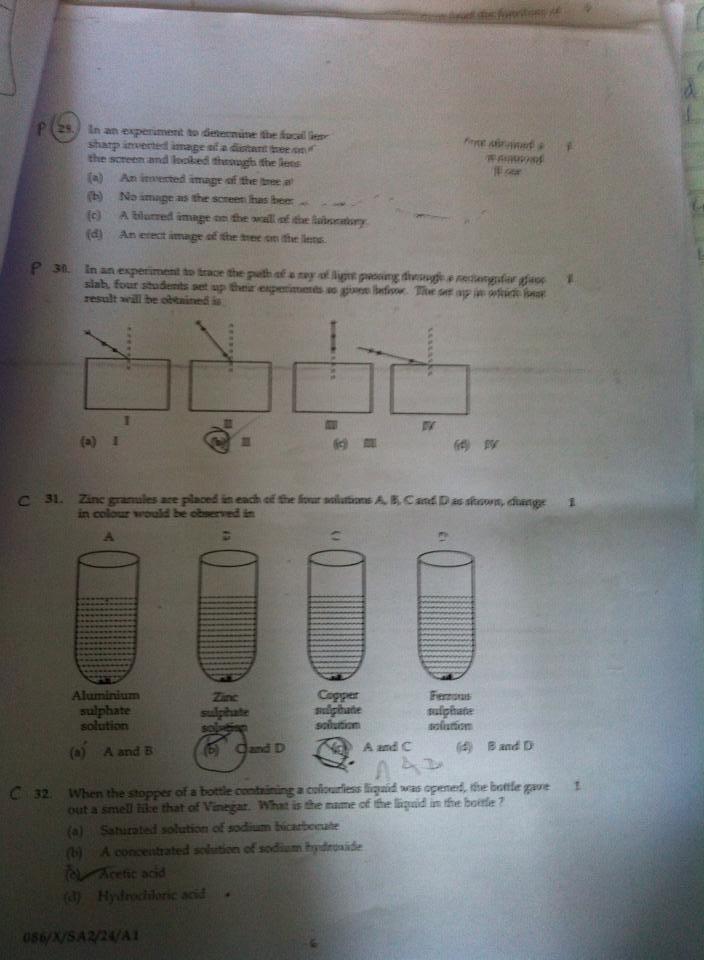 P 29. In an experiment to determine the focal
sharp inverted image of a distant tree on
the screen and looked through the lens
(a) An inverted image of the tree
(b) No image as the screen has been
(c) A blurred image on the wall of the laboratory.
(d) An erect image of the tree on the lens.
P 30. In an experiment to trace the path of a ray of light passing through a rectangular glass 1
slab, four students set up their experiments as given below. The set up in which best
result will be obtained is
I II III IV
(a) I (b) II (c) III (d) IV
C 31. Zinc granules are placed in each of the four solutions A, B, C and D as shown, change 1
in colour would be observed in
A B C D
Aluminium Zinc Copper Ferrous
sulphate sulphate sulphate sulphate
solution solution solution solution
(a) A and B (b) C and D (c) A and C (d) B and D
C 32. When the stopper of a bottle containing a colourless liquid was opened, the bottle gave 1
out a smell like that of Vinegar. What is the name of the liquid in the bottle ?
(a) Saturated solution of sodium bicarbonate
(b) A concentrated solution of sodium hydroxide
(c) Acetic acid
(d) Hydrochloric acid
086/X/SA2/24/A1
6